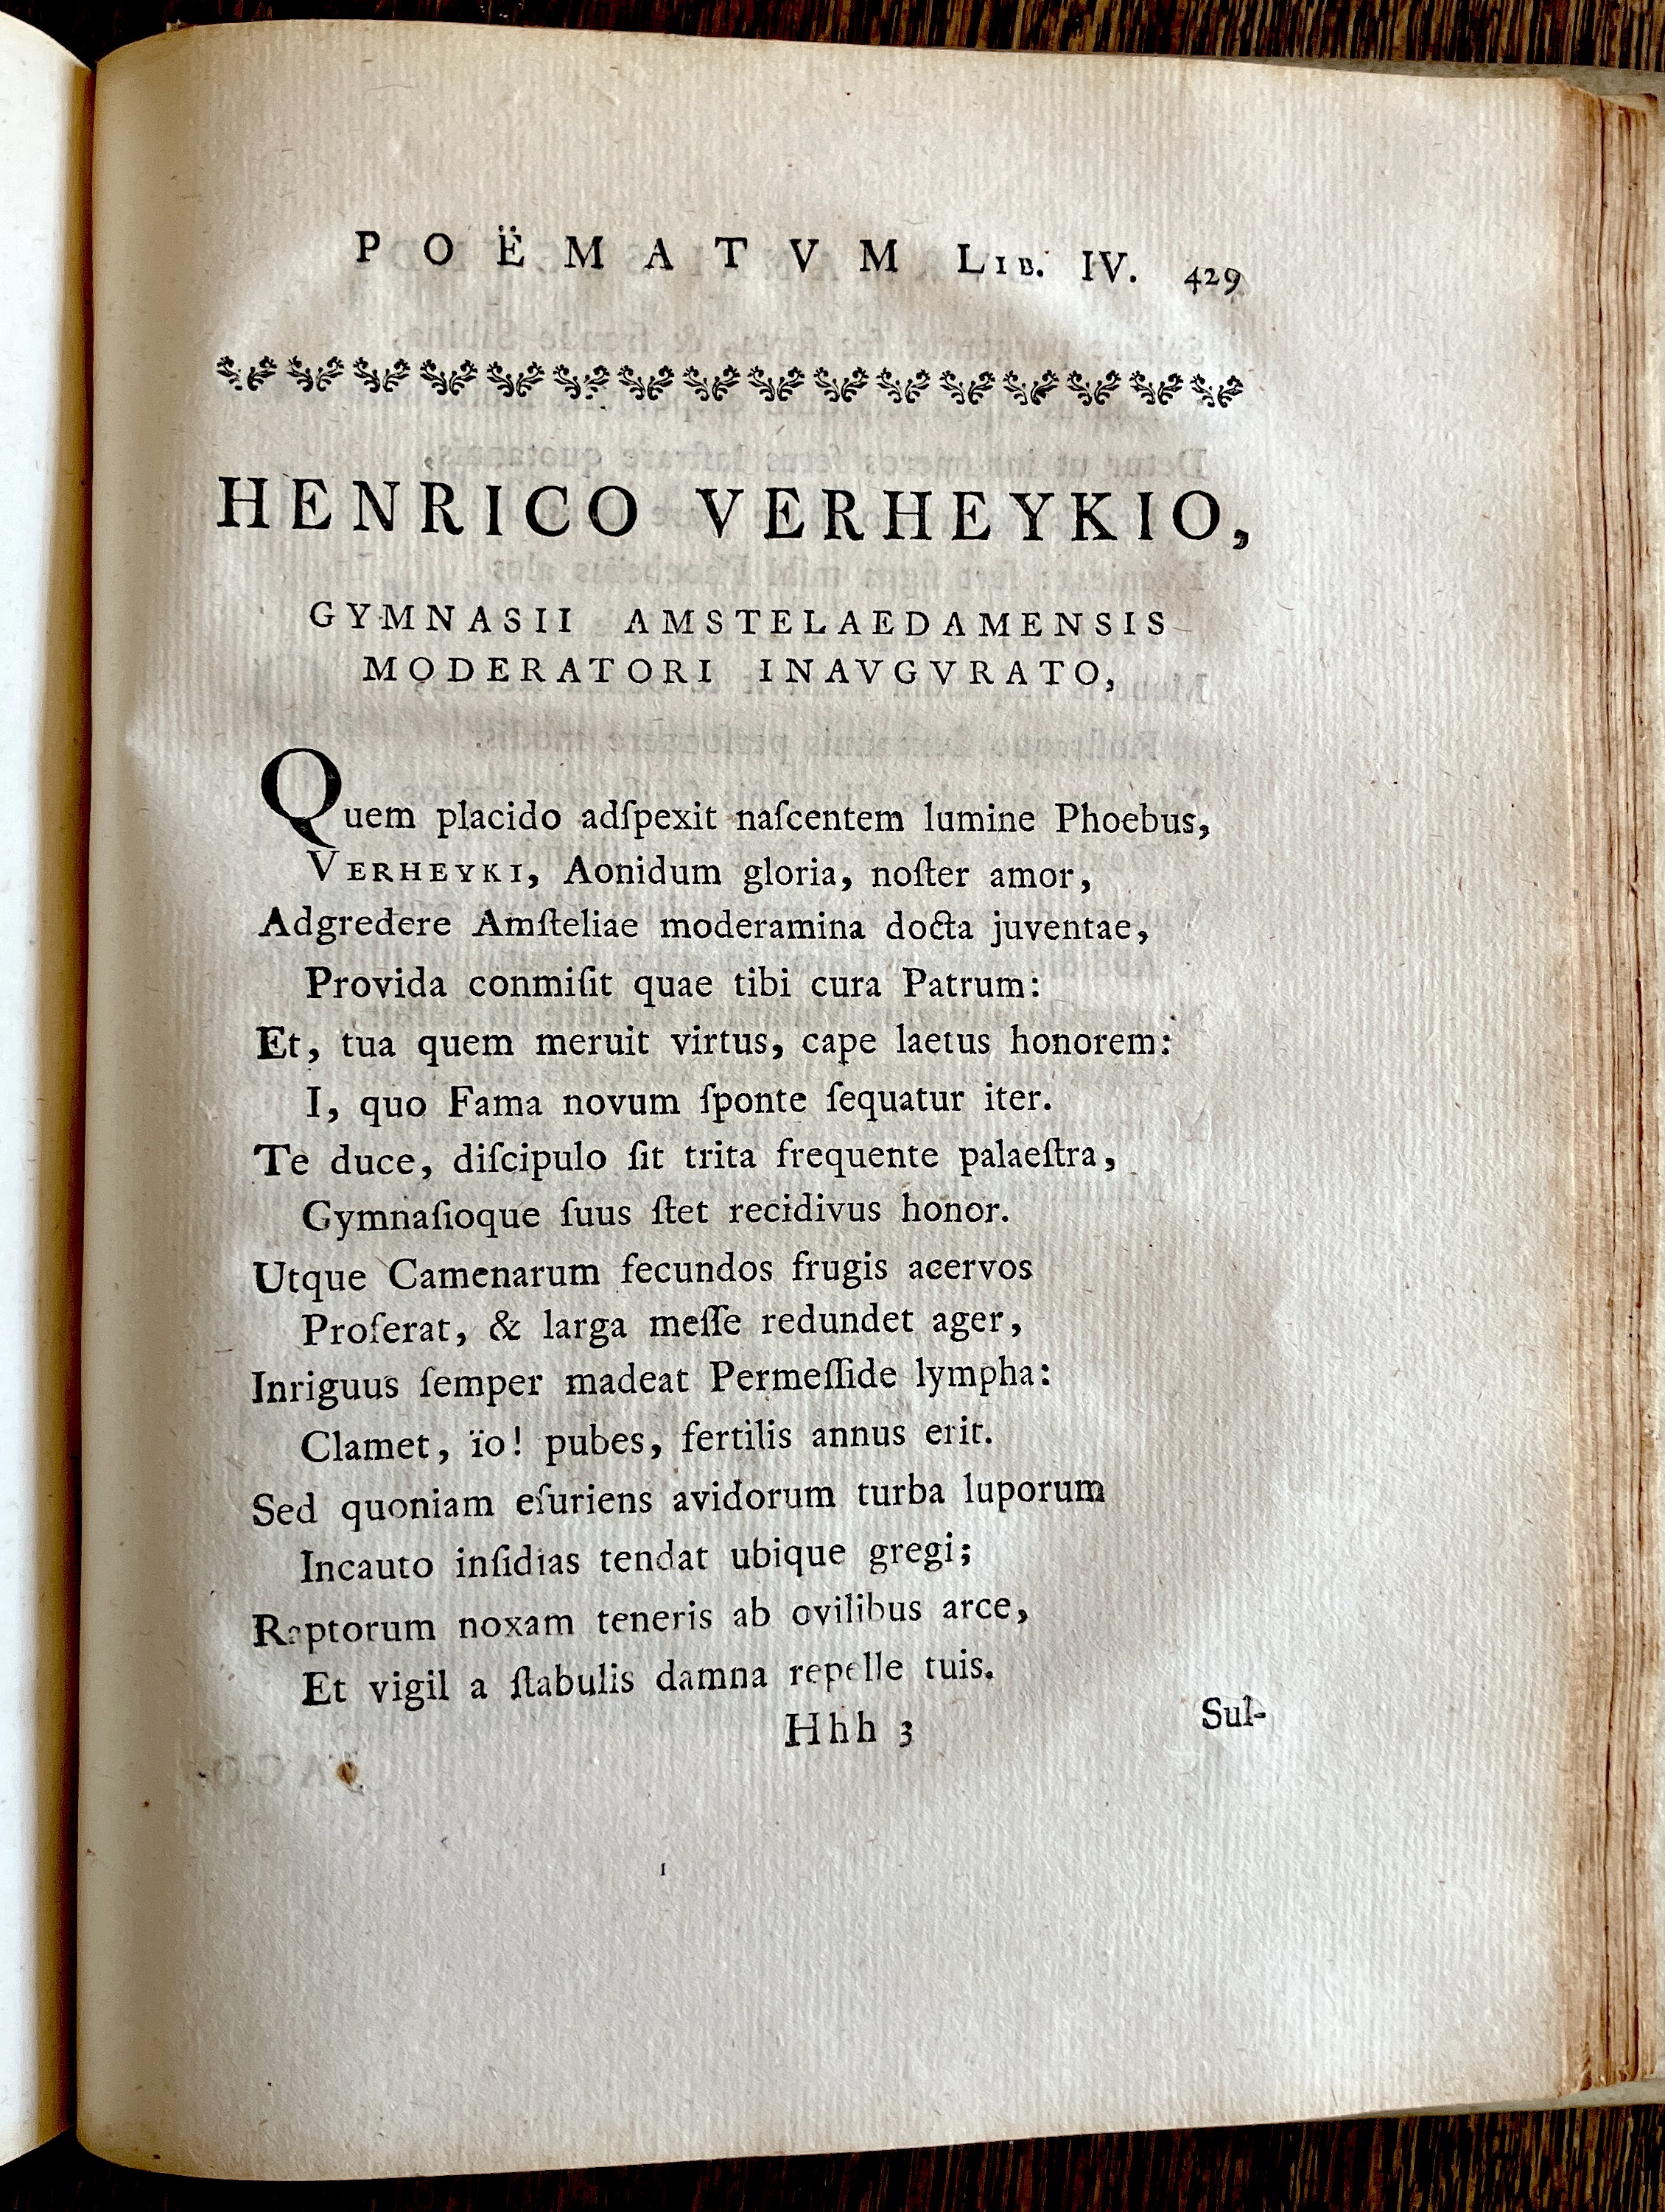 POËMATVM LIB. IV. 429
HENRICO VERHEYKIO,
GYMNASII AMSTELAEDAMENSIS
MODERATORI INAVGVRATO,
Quem placido adſpexit naſcentem lumine Phoebus,
VERHEYKI, Aonidum gloria, noſter amor,
Adgredere Amſteliae moderamina docta juventae,
Provida conmiſit quae tibi cura Patrum:
Et, tua quem meruit virtus, cape laetus honorem:
I, quo Fama novum ſponte ſequatur iter.
Te duce, diſcipulo ſit trita frequente palaeſtra,
Gymnaſioque ſuus ſtet recidivus honor.
Utque Camenarum fecundos frugis acervos
Proferat, & larga meſſe redundet ager,
Inriguus ſemper madeat Permeſſide lympha:
Clamet, ïo! pubes, fertilis annus erit.
Sed quoniam eſuriens avidorum turba luporum
Incauto inſidias tendat ubique gregi;
Raptorum noxam teneris ab ovilibus arce,
Et vigil a ſtabulis damna repelle tuis.
Hhh 3 Sul-